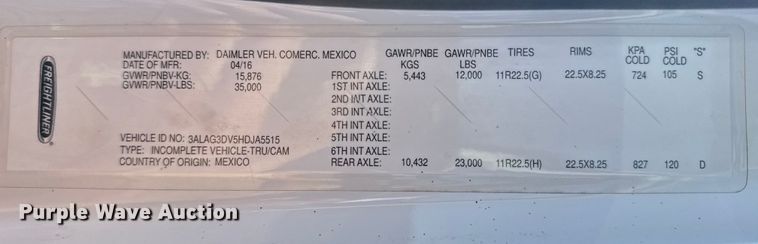 FREIGHTLINER
MANUFACTURED BY: DAIMLER VEH. COMERC. MEXICO GAWR/PNBE KGS GAWR/PNBE LBS TIRES RIMS KPA COLD PSI COLD "S"
DATE OF MFR: 04/16
GVWR/PNBV-KG: 15,876 FRONT AXLE: 5,443 12,000 11R22.5(G) 22.5X8.25 724 105 S
GVWR/PNBV-LBS: 35,000 1ST INT AXLE:
2ND INT AXLE:
3RD INT AXLE:
4TH INT AXLE:
VEHICLE ID NO: 3ALAG3DV5HDJA5515 5TH INT AXLE:
TYPE: INCOMPLETE VEHICLE-TRU/CAM 6TH INT AXLE:
COUNTRY OF ORIGIN: MEXICO REAR AXLE: 10,432 23,000 11R22.5(H) 22.5X8.25 827 120 D
Purple Wave Auction